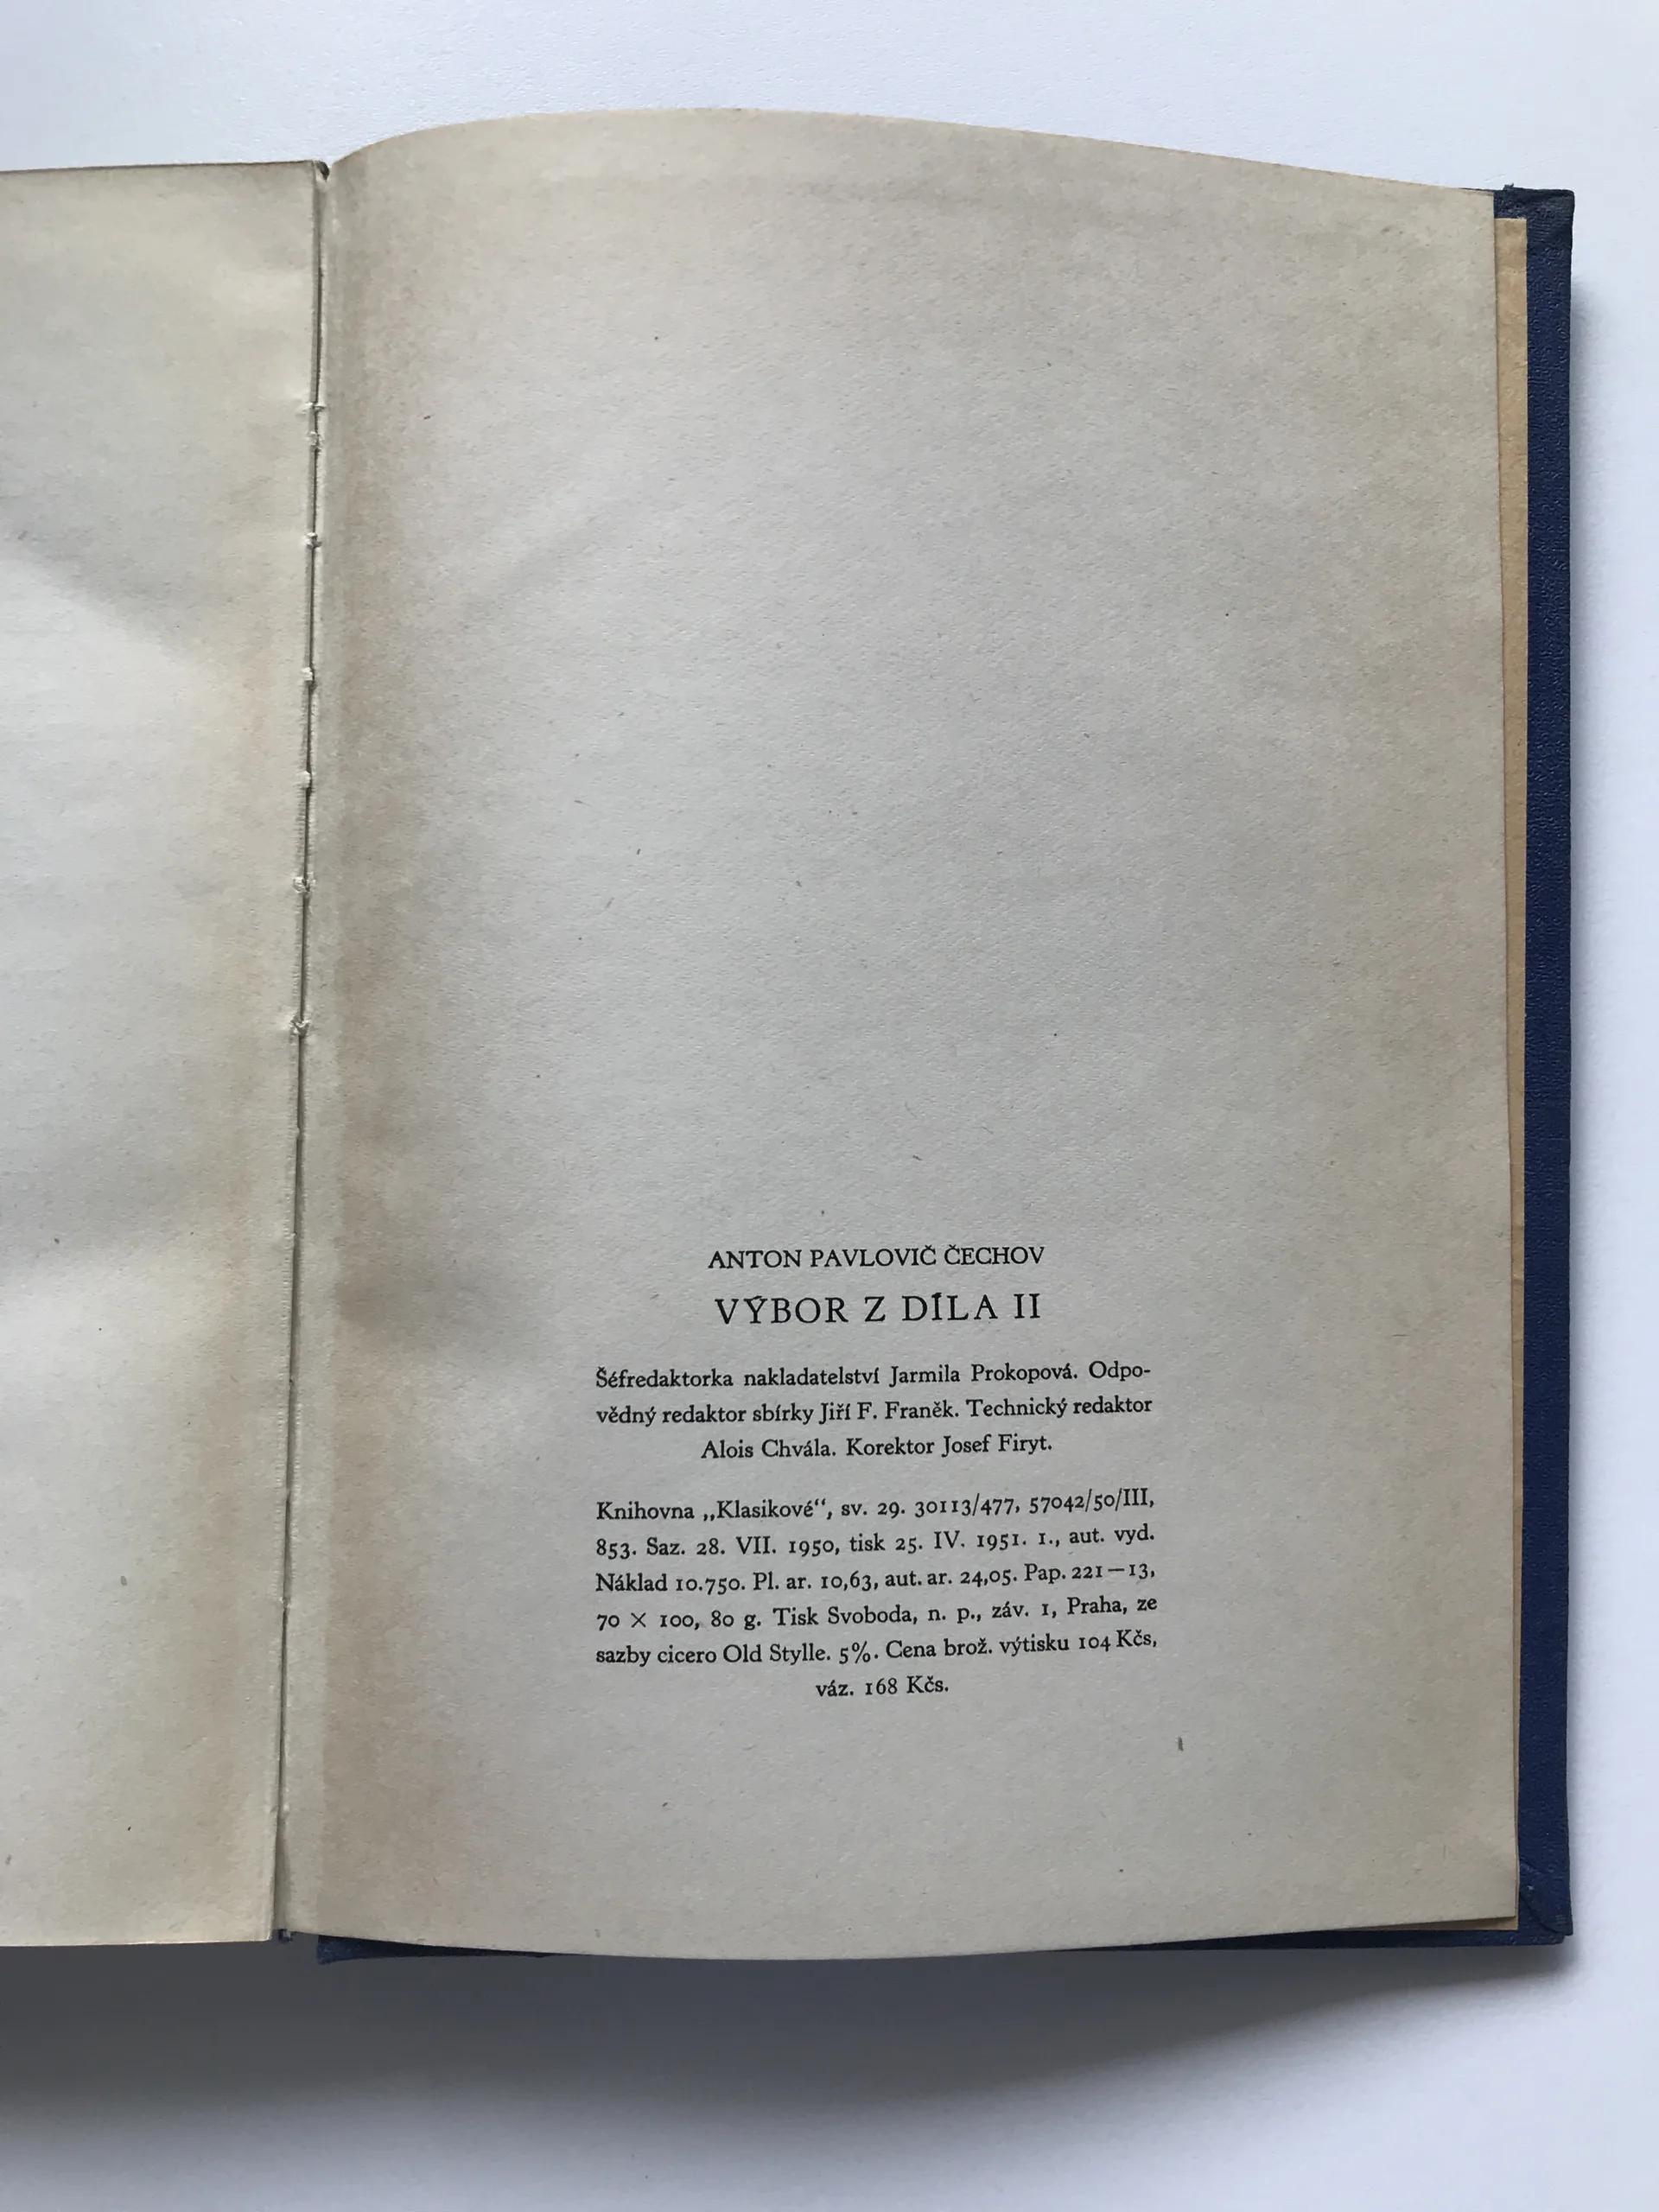 ANTON PAVLOVIČ ČECHOV
VÝBOR Z DÍLA II
Šéfredaktorka nakladatelství Jarmila Prokopová. Odpo-
vědný redaktor sbírky Jiří F. Franěk. Technický redaktor
Alois Chvála. Korektor Josef Firyt.
Knihovna „Klasikové“, sv. 29. 30113/477, 57042/50/III,
853. Saz. 28. VII. 1950, tisk 25. IV. 1951. 1., aut. vyd.
Náklad 10.750. Pl. ar. 10,63, aut. ar. 24,05. Pap. 221—13,
70 × 100, 80 g. Tisk Svoboda, n. p., záv. 1, Praha, ze
sazby cicero Old Stylle. 5%. Cena brož. výtisku 104 Kčs,
váz. 168 Kčs.